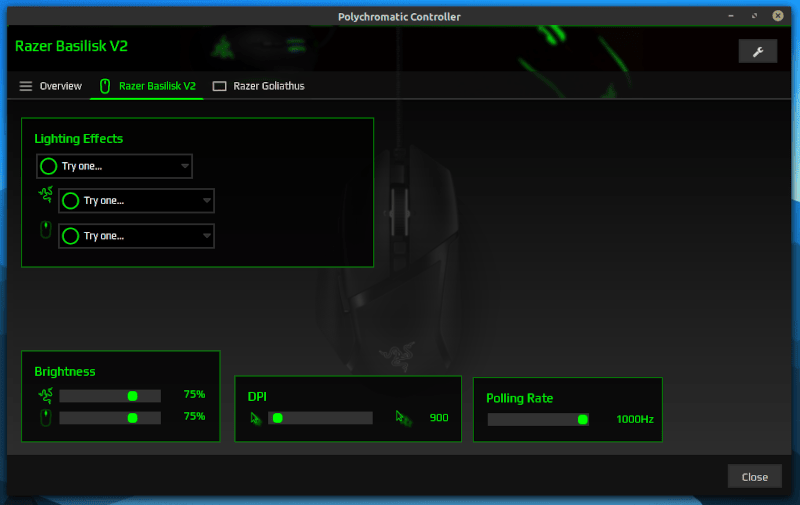 Polychromatic Controller
Razer Basilisk V2
Overview
Razer Basilisk V2
Razer Goliathus
Lighting Effects
Try one...
Try one...
Try one...
Brightness
75%
75%
DPI
900
Polling Rate
1000Hz
Close